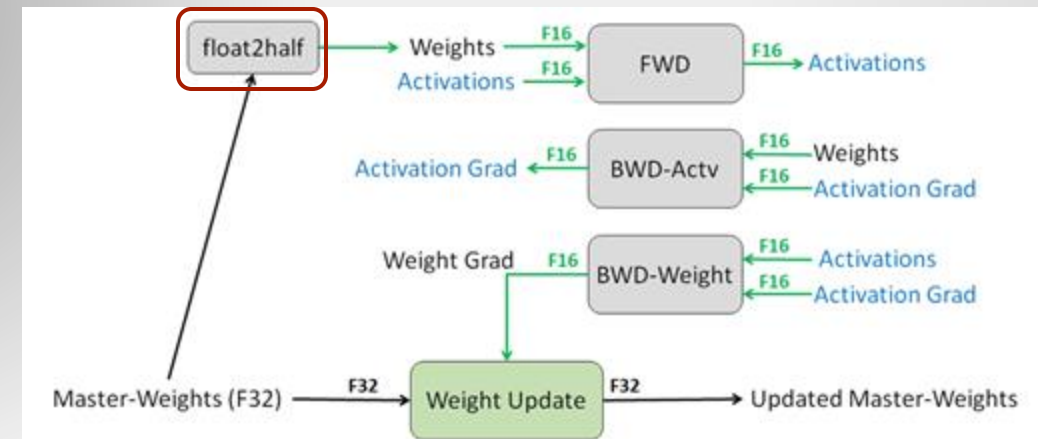 float2half
Weights
F16
Activations
F16
FWD
F16
Activations
Activation Grad
F16
BWD-Actv
F16
Weights
F16
Activation Grad
Weight Grad
F16
BWD-Weight
F16
Activations
F16
Activation Grad
Master-Weights (F32)
F32
Weight Update
F32
Updated Master-Weights